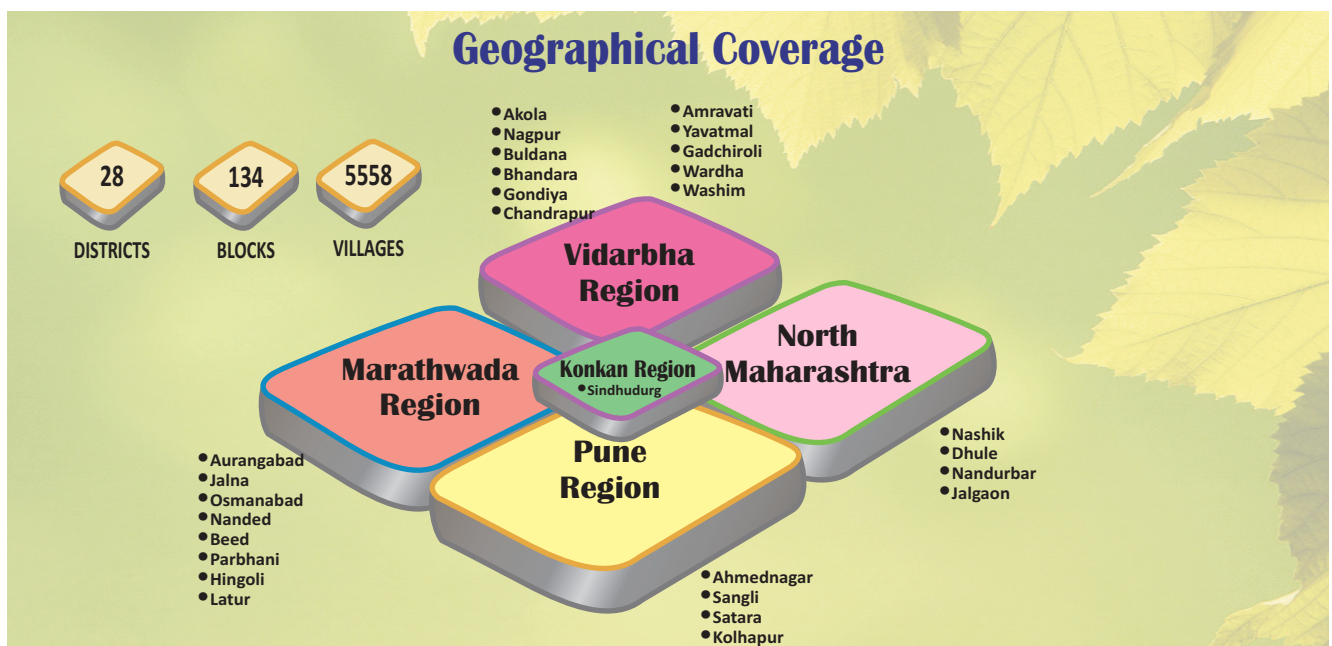 Geographical Coverage
28
134
5558
DISTRICTS
BLOCKS
VILLAGES
•Akola
•Nagpur
•Buldana
•Bhandara
•Gondiya
•Chandrapur
•Amravati
•Yavatmal
•Gadchiroli
•Wardha
•Washim
Vidarbha
Region
Marathwada
Region
Konkan Region
•Sindhudurg
North
Maharashtra
Pune
Region
•Aurangabad
•Jalna
•Osmanabad
•Nanded
•Beed
•Parbhani
•Hingoli
•Latur
•Nashik
•Dhule
•Nandurbar
•Jalgaon
•Ahmednagar
•Sangli
•Satara
•Kolhapur